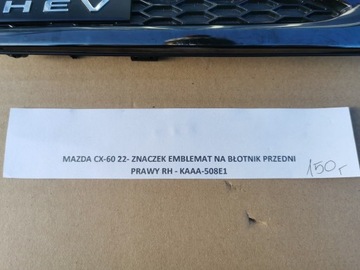 HEV
MAZDA CX-60 22- ZNACZEK EMBLEMAT NA BŁOTNIK PRZEDNI
PRAWY RH - KAAA-508E1
150,-